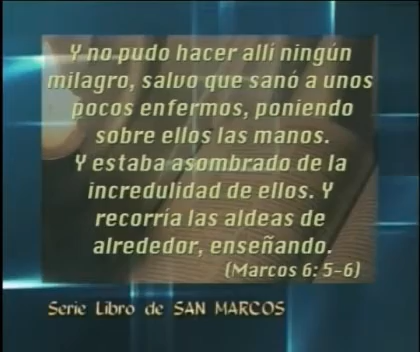 Y no pudo hacer allí ningún
milagro, salvo que sanó a unos
pocos enfermos, poniendo
sobre ellos las manos.
Y estaba asombrado de la
incredulidad de ellos. Y
recorría las aldeas de
alrededor, enseñando.
(Marcos 6: 5-6)
Serie Libro de SAN MARCOS